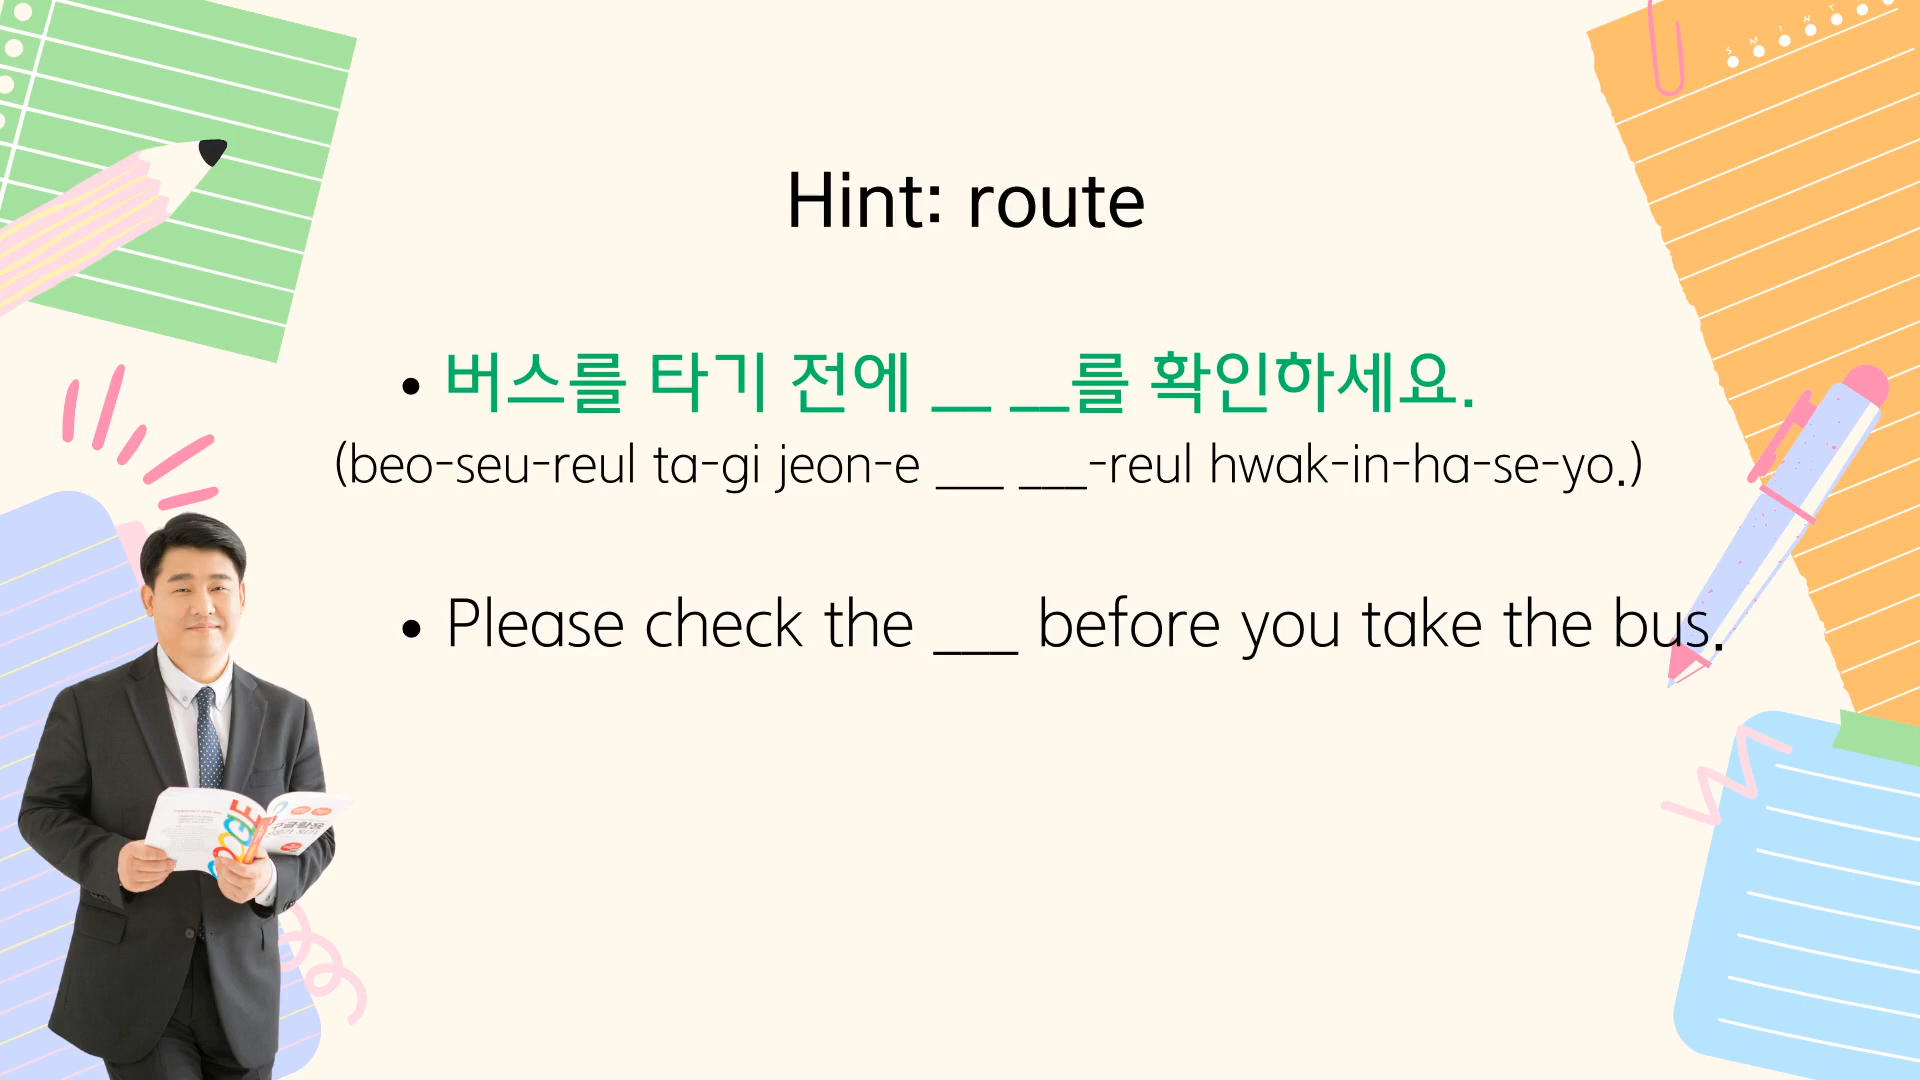 Hint: route
• 버스를 타기 전에 __ __를 확인하세요.
(beo-seu-reul ta-gi jeon-e ___ ___-reul hwak-in-ha-se-yo.)
• Please check the ___ before you take the bus.
S M T N T